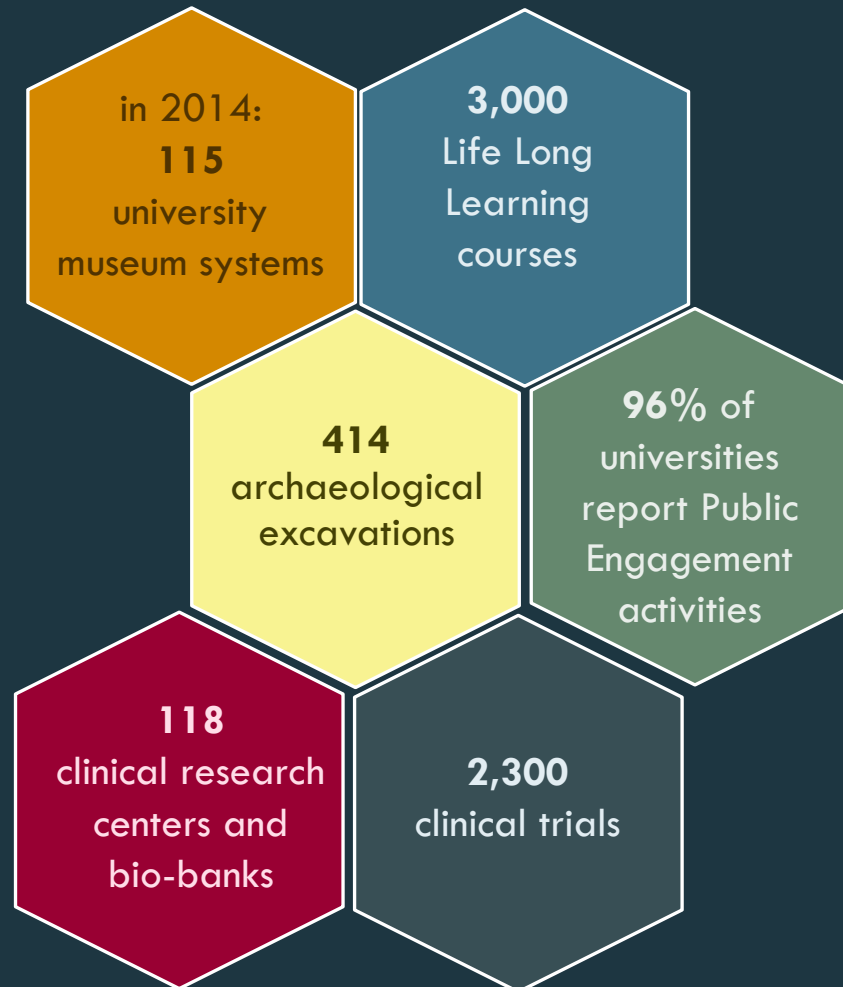 in 2014:
115
university
museum systems
3,000
Life Long
Learning
courses
414
archaeological
excavations
96% of
universities
report Public
Engagement
activities
118
clinical research
centers and
bio-banks
2,300
clinical trials